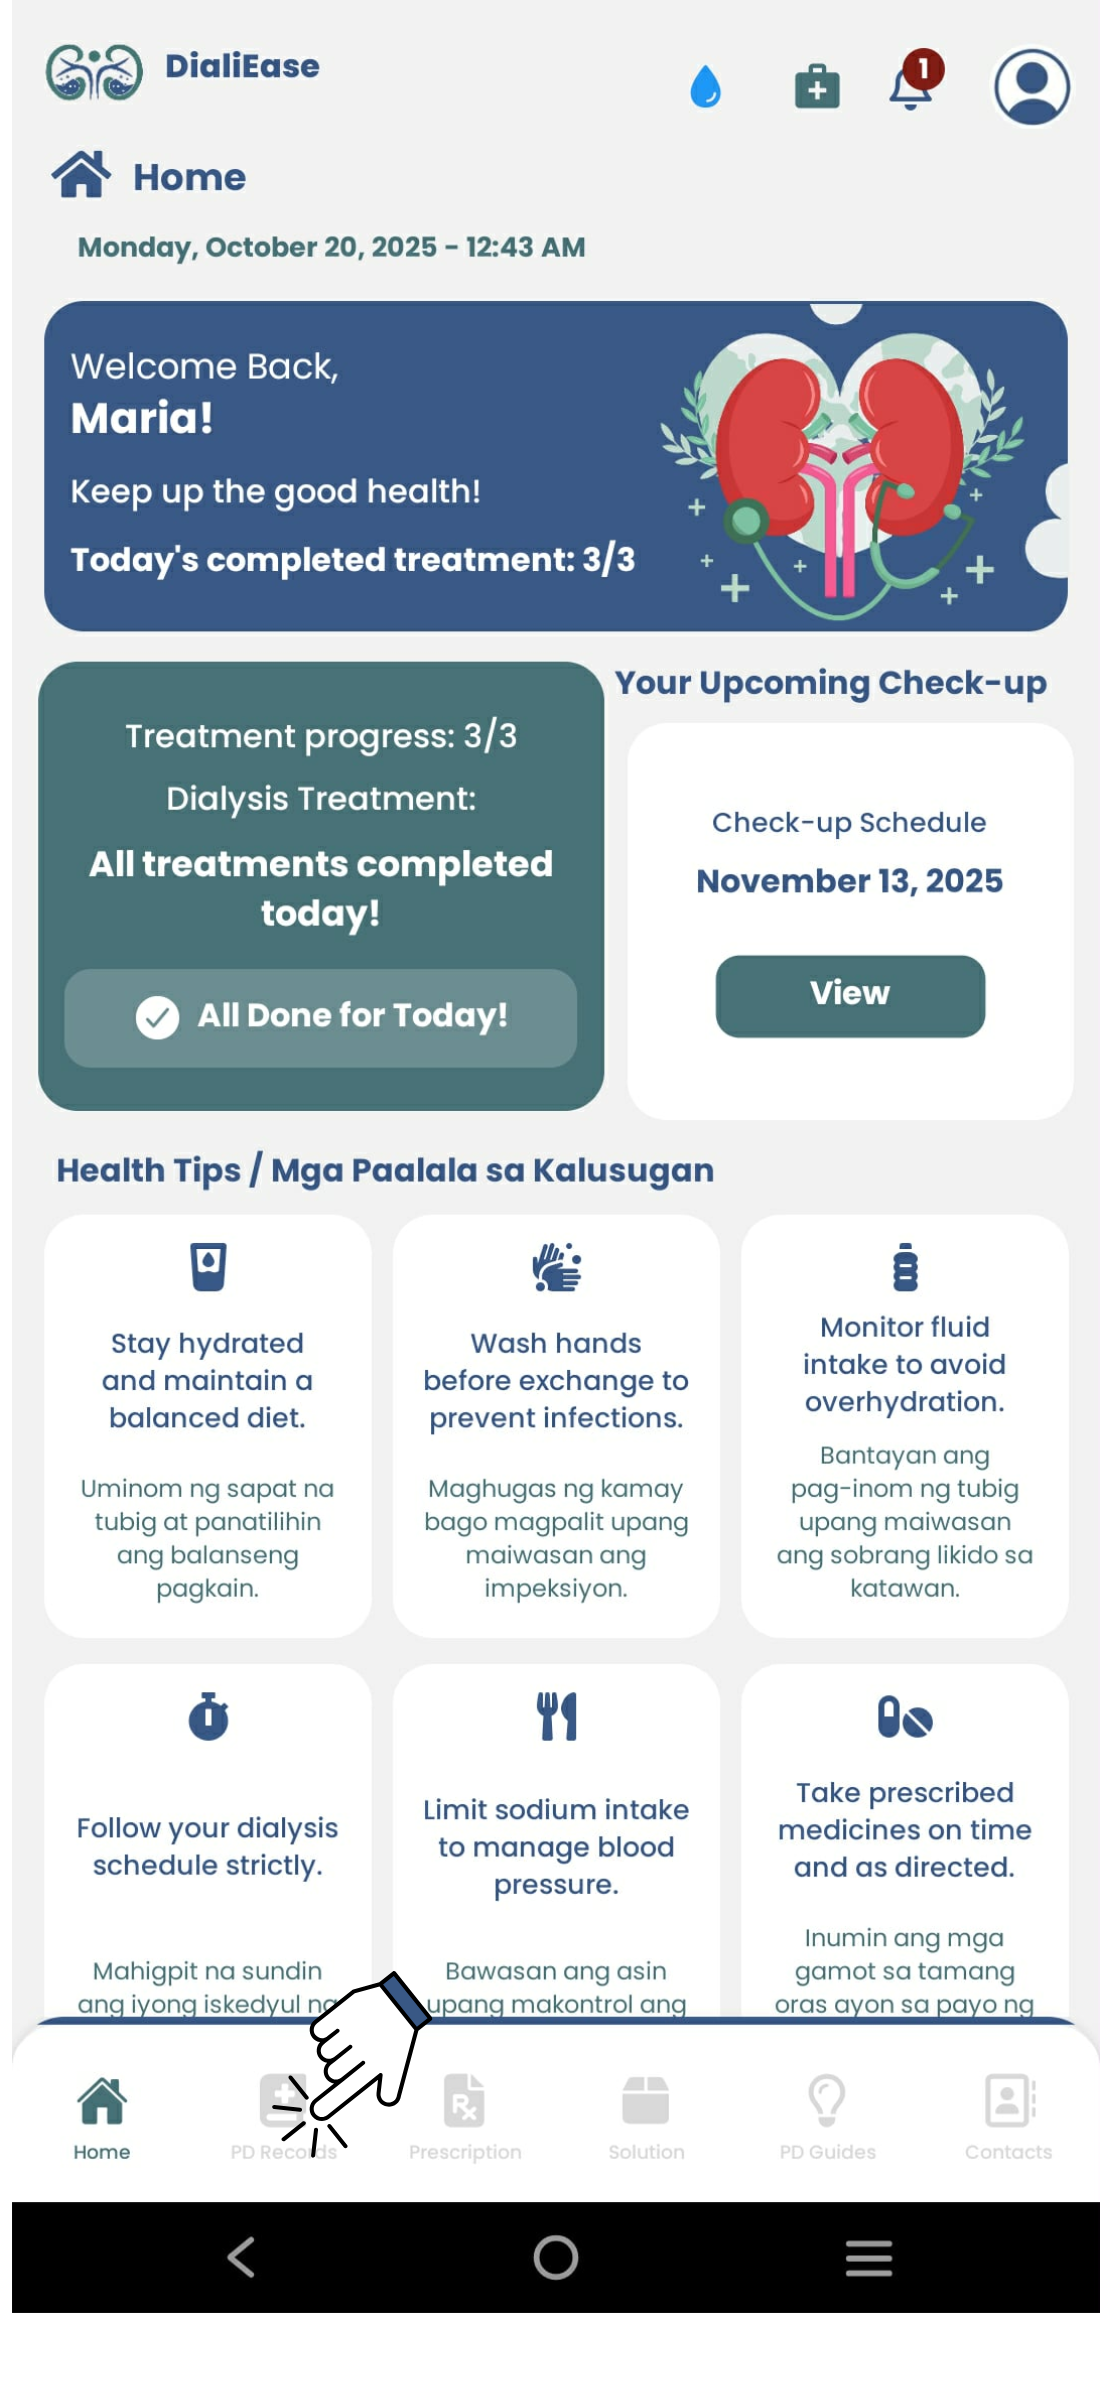 DialiEase
1
Home
Monday, October 20, 2025 - 12:43 AM
Welcome Back,
Maria!
Keep up the good health!
Today's completed treatment: 3/3
Treatment progress: 3/3
Dialysis Treatment:
All treatments completed
today!
All Done for Today!
Your Upcoming Check-up
Check-up Schedule
November 13, 2025
View
Health Tips / Mga Paalala sa Kalusugan
Stay hydrated
and maintain a
balanced diet.
Uminom ng sapat na
tubig at panatilihin
ang balanseng
pagkain.
Wash hands
before exchange to
prevent infections.
Maghugas ng kamay
bago magpalit upang
maiwasan ang
impeksiyon.
Monitor fluid
intake to avoid
overhydration.
Bantayan ang
pag-inom ng tubig
upang maiwasan
ang sobrang likido sa
katawan.
Follow your dialysis
schedule strictly.
Mahigpit na sundin
ang iyong iskedyul ng
Limit sodium intake
to manage blood
pressure.
Bawasan ang asin
upang makontrol ang
Take prescribed
medicines on time
and as directed.
Inumin ang mga
gamot sa tamang
oras ayon sa payo ng
Home
PD Records
Rx
Prescription
Solution
PD Guides
Contacts